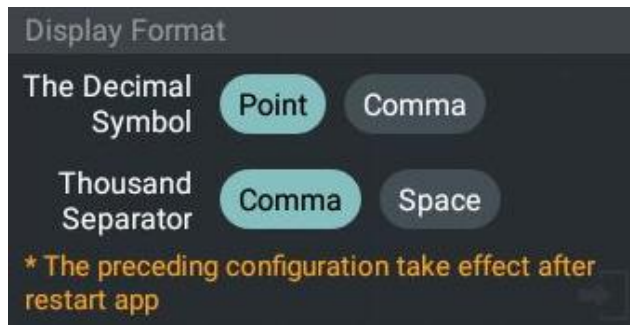 Display Format
The Decimal
Symbol
Point
Comma
Thousand
Separator
Comma
Space
* The preceding configuration take effect after
restart app